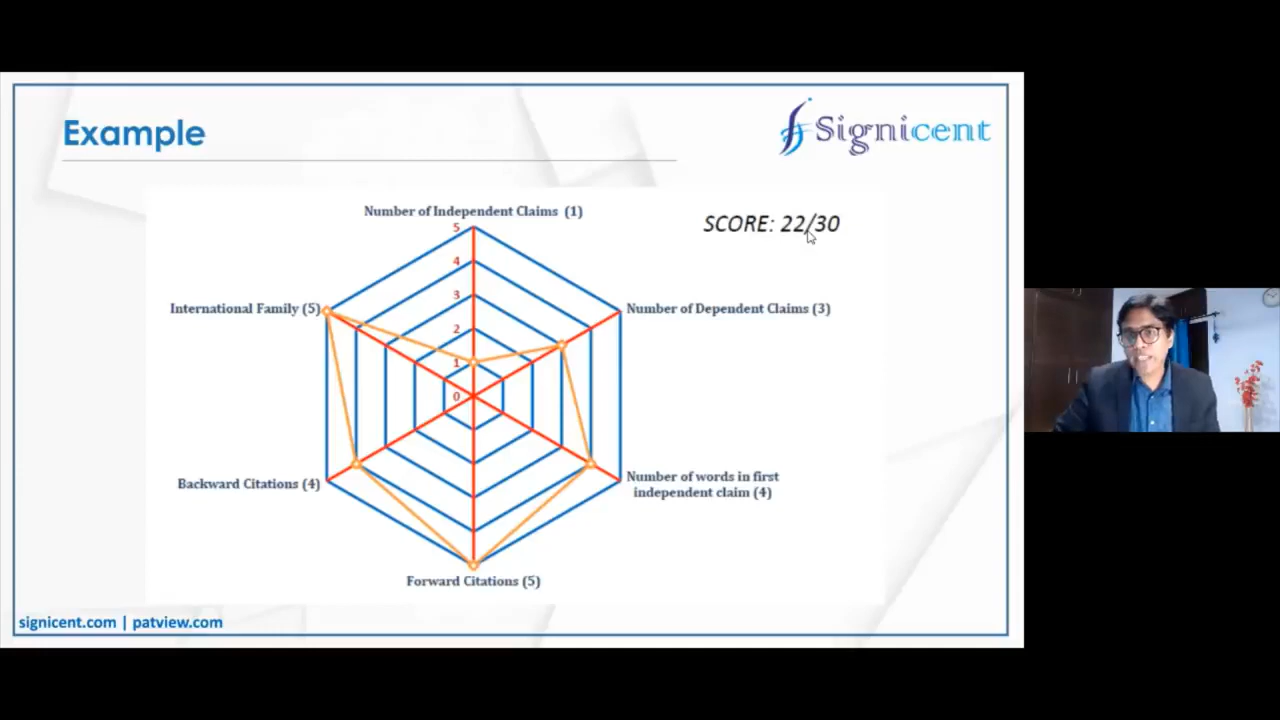 Example
Signicent
SCORE: 22/30
Number of Independent Claims (1)
5
4
3
2
1
0
International Family (5)
Number of Dependent Claims (3)
Backward Citations (4)
Number of words in first
independent claim (4)
Forward Citations (5)
signicent.com | patview.com